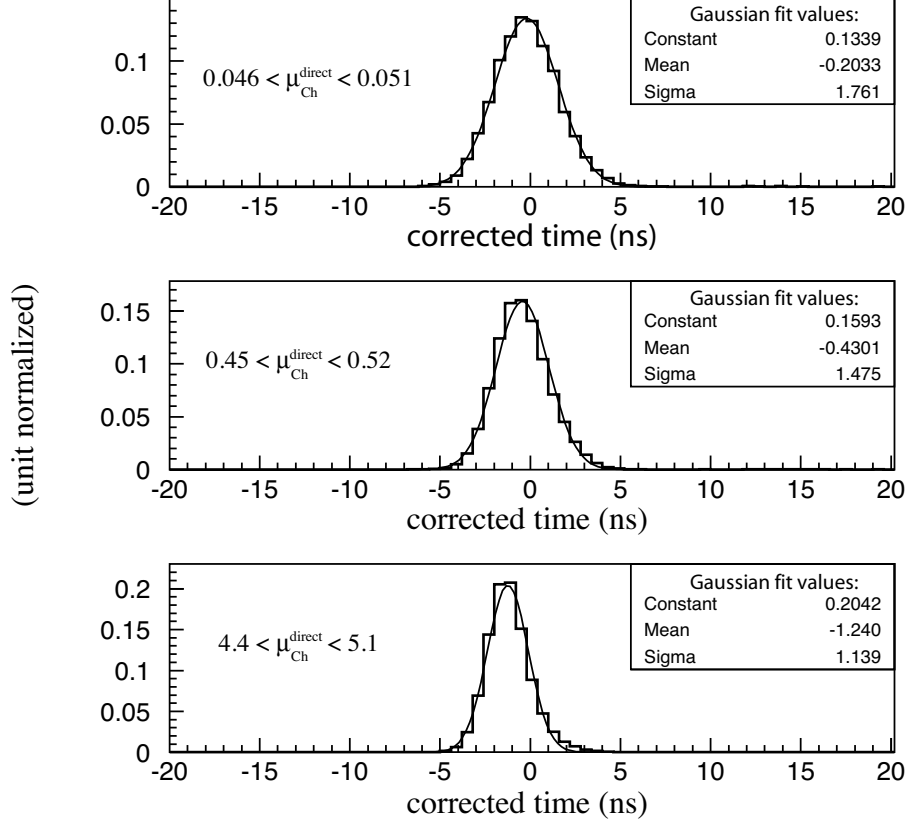 Gaussian fit values:
Constant 0.1339
Mean -0.2033
Sigma 1.761
0.046 < μ_Ch^direct < 0.051
0.1
0.05
0
-20 -15 -10 -5 0 5 10 15 20
corrected time (ns)
(unit normalized)
Gaussian fit values:
Constant 0.1593
Mean -0.4301
Sigma 1.475
0.45 < μ_Ch^direct < 0.52
0.15
0.1
0.05
0
-20 -15 -10 -5 0 5 10 15 20
corrected time (ns)
Gaussian fit values:
Constant 0.2042
Mean -1.240
Sigma 1.139
4.4 < μ_Ch^direct < 5.1
0.2
0.15
0.1
0.05
0
-20 -15 -10 -5 0 5 10 15 20
corrected time (ns)